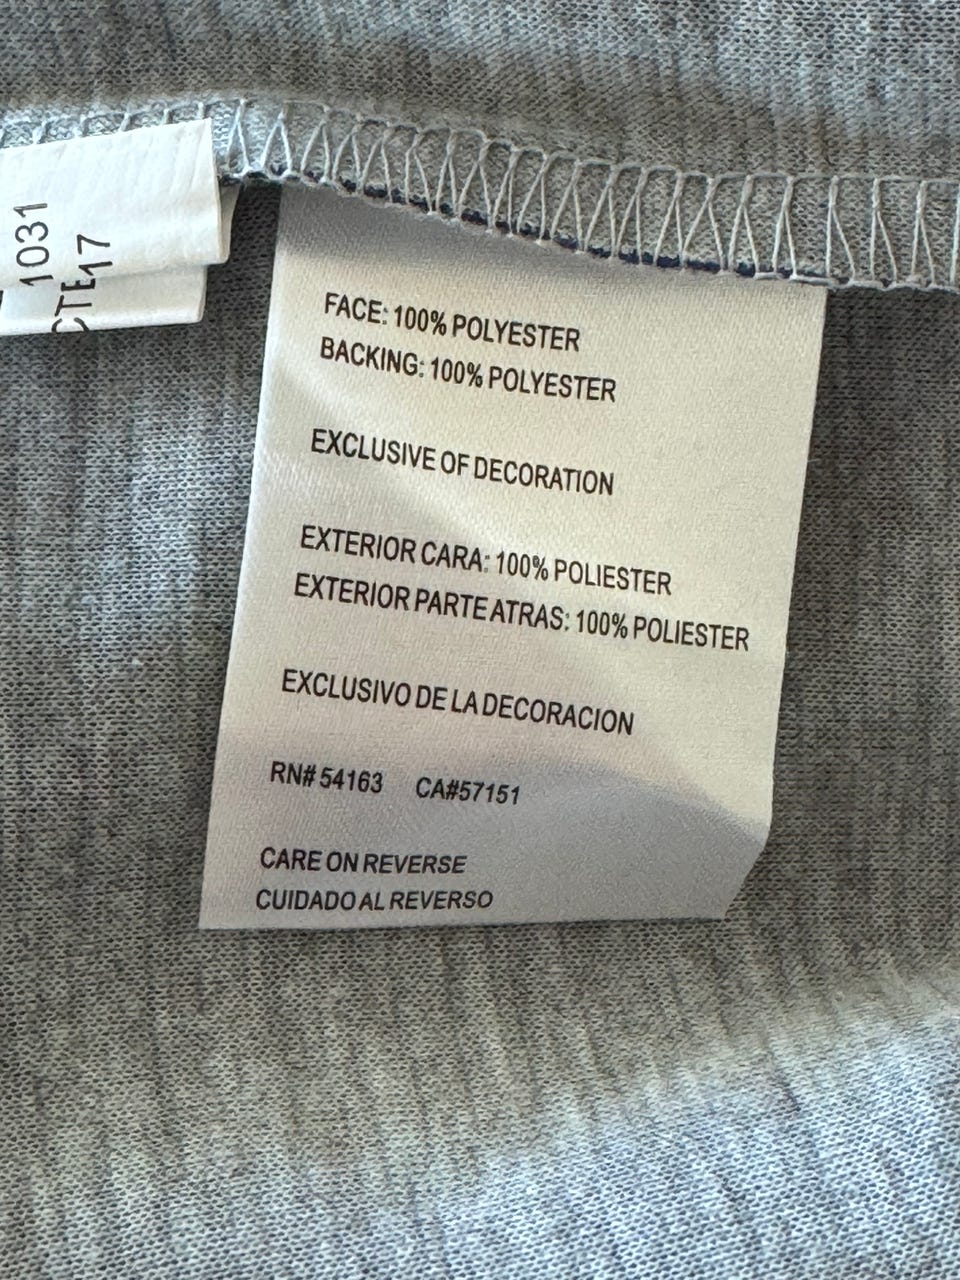 1031
CTE17
FACE: 100% POLYESTER
BACKING: 100% POLYESTER
EXCLUSIVE OF DECORATION
EXTERIOR CARA: 100% POLIESTER
EXTERIOR PARTE ATRAS: 100% POLIESTER
EXCLUSIVO DE LA DECORACION
RN# 54163 CA#57151
CARE ON REVERSE
CUIDADO AL REVERSO